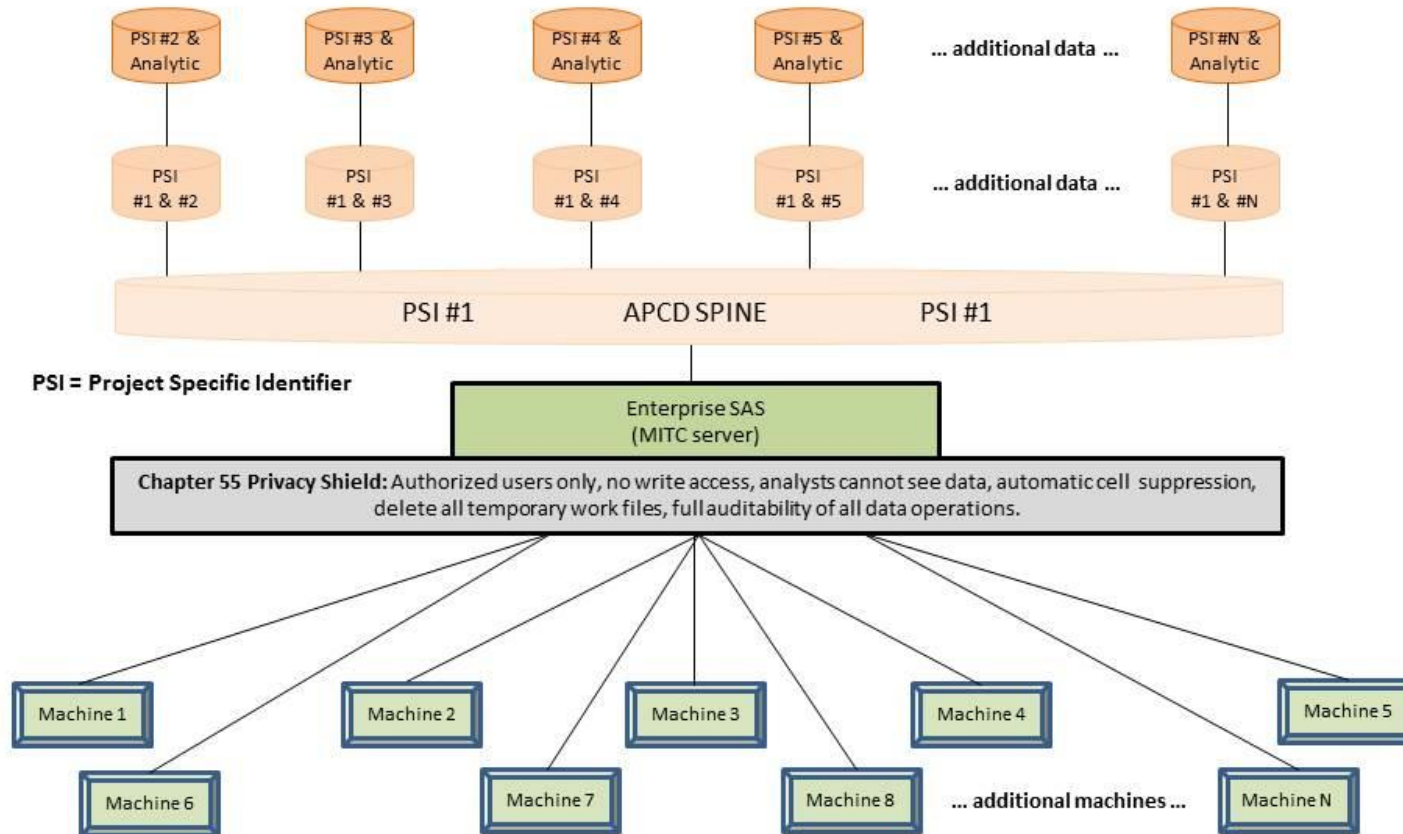 PSI #2 &
Analytic
PSI #3 &
Analytic
PSI #4 &
Analytic
PSI #5 &
Analytic
... additional data ...
PSI #N &
Analytic
PSI
#1 & #2
PSI
#1 & #3
PSI
#1 & #4
PSI
#1 & #5
... additional data ...
PSI
#1 & #N
PSI #1
APCD SPINE
PSI #1
PSI = Project Specific Identifier
Enterprise SAS
(MITC server)
Chapter 55 Privacy Shield: Authorized users only, no write access, analysts cannot see data, automatic cell suppression,
delete all temporary work files, full auditability of all data operations.
Machine 1
Machine 2
Machine 3
Machine 4
Machine 5
Machine 6
Machine 7
Machine 8
... additional machines ...
Machine N